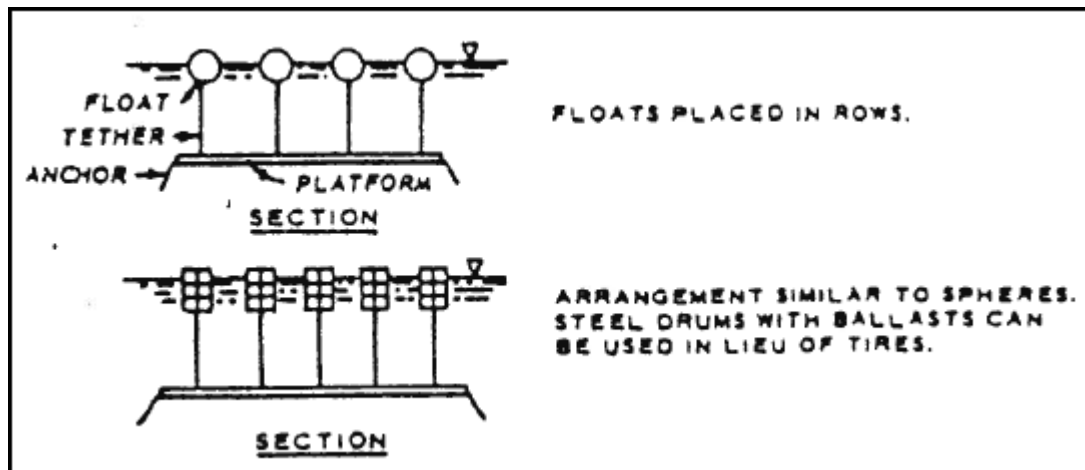 FLOAT
TETHER
ANCHOR
PLATFORM
SECTION
FLOATS PLACED IN ROWS.
SECTION
ARRANGEMENT SIMILAR TO SPHERES.
STEEL DRUMS WITH BALLASTS CAN
BE USED IN LIEU OF TIRES.